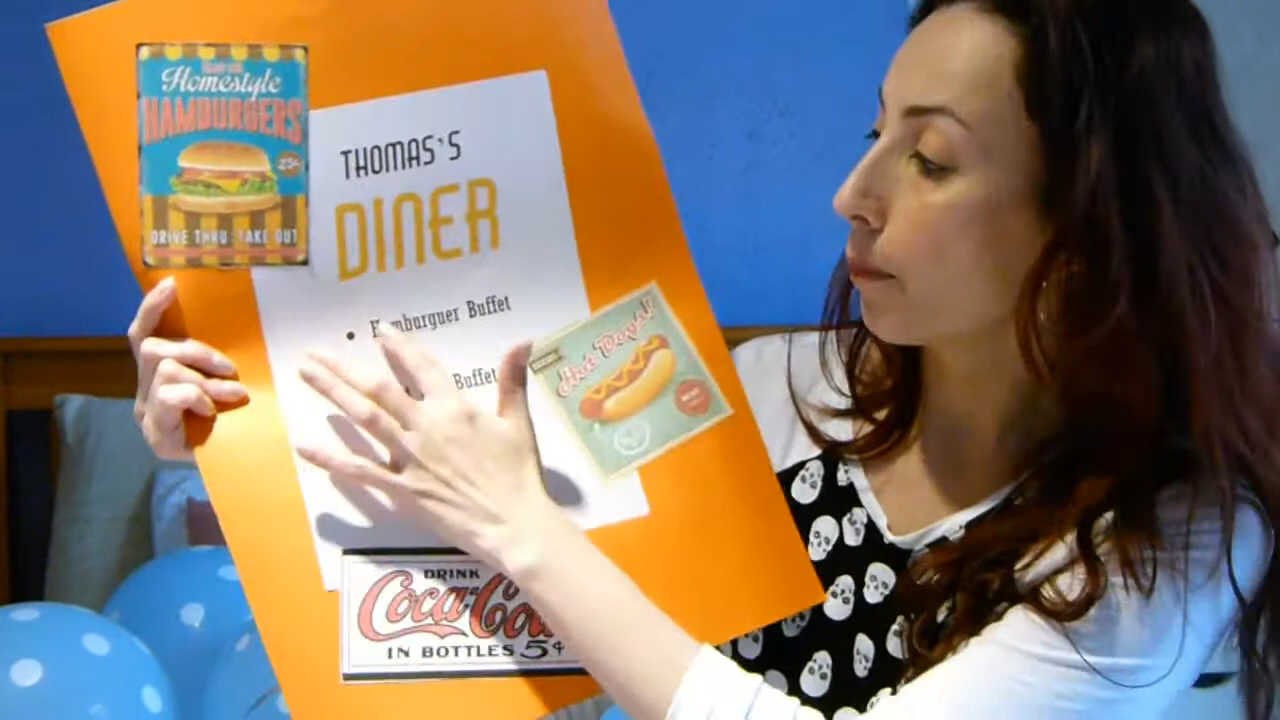 Homestyle
HAMBURGERS
25¢
DRIVE THRU : TAKE OUT
THOMAS'S
DINER
• Hamburguer Buffet
Buffet
Hot Dogs!
DRINK
Coca-Cola
IN BOTTLES 5¢